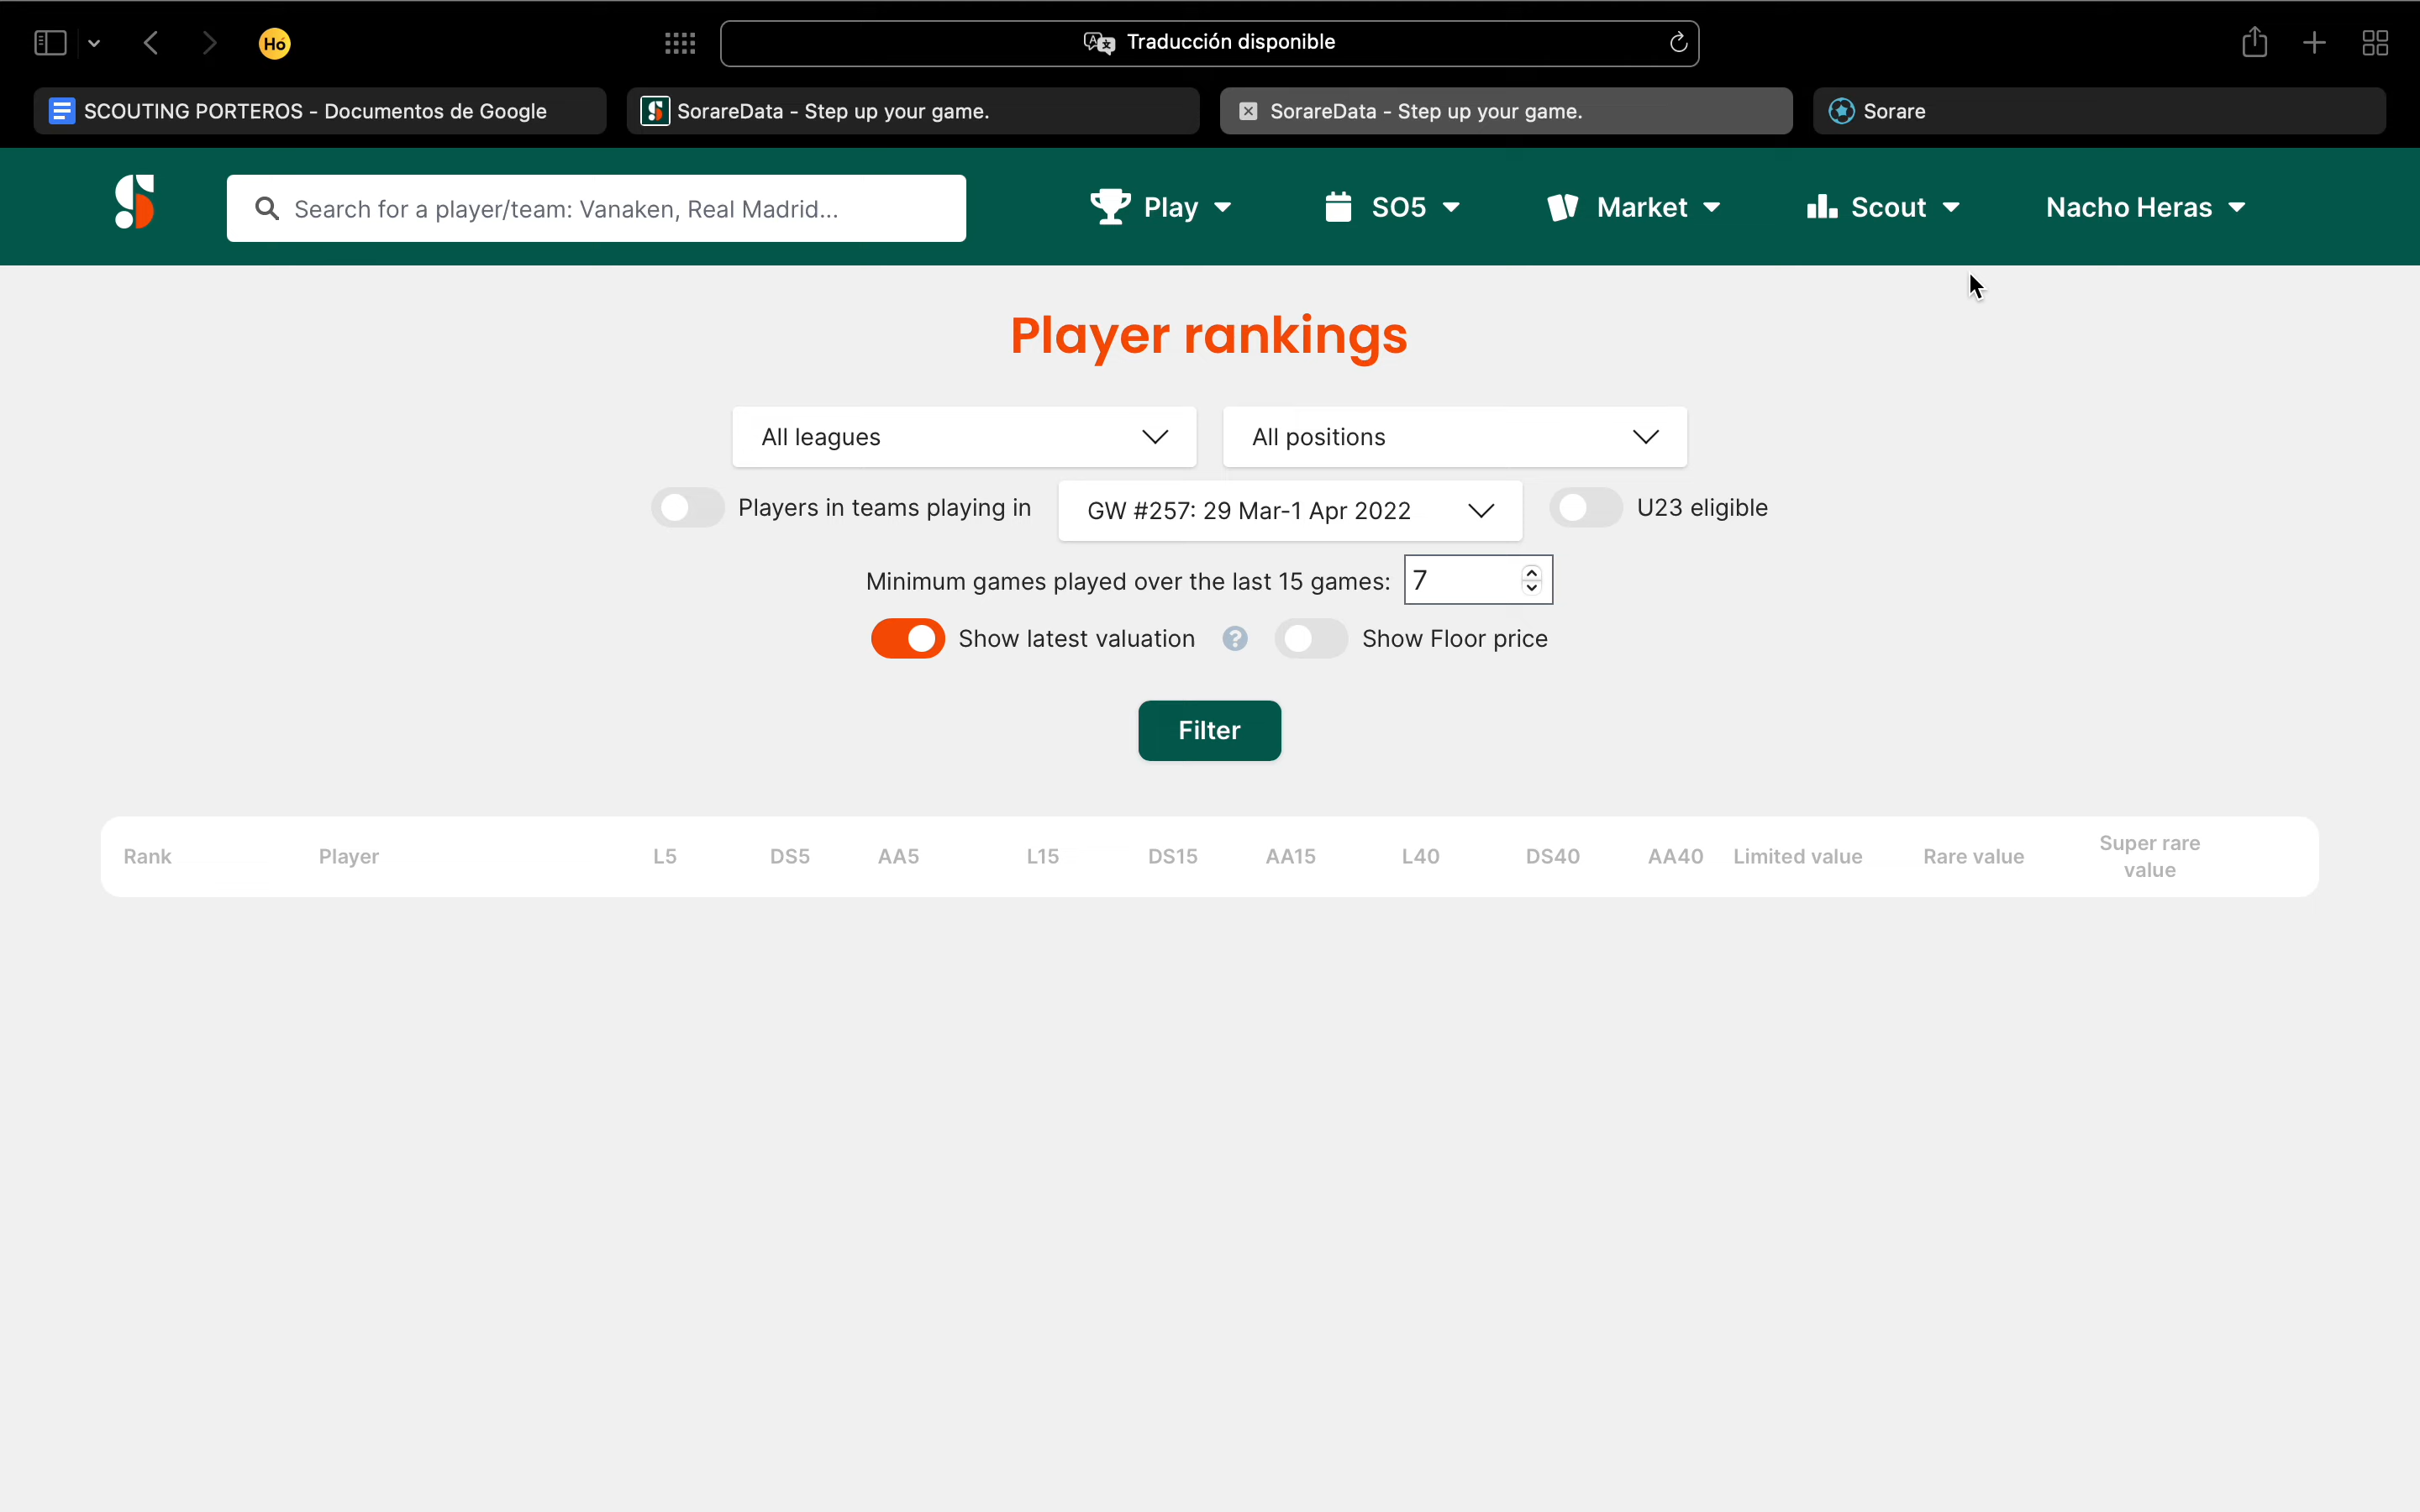 Hó
Traducción disponible
SCOUTING PORTEROS - Documentos de Google
SorareData - Step up your game.
SorareData - Step up your game.
Sorare
Search for a player/team: Vanaken, Real Madrid...
Play
SO5
Market
Scout
Nacho Heras
Player rankings
All leagues
All positions
Players in teams playing in
GW #257: 29 Mar-1 Apr 2022
U23 eligible
Minimum games played over the last 15 games: 7
Show latest valuation ?
Show Floor price
Filter
Rank Player L5 DS5 AA5 L15 DS15 AA15 L40 DS40 AA40 Limited value Rare value Super rare
value